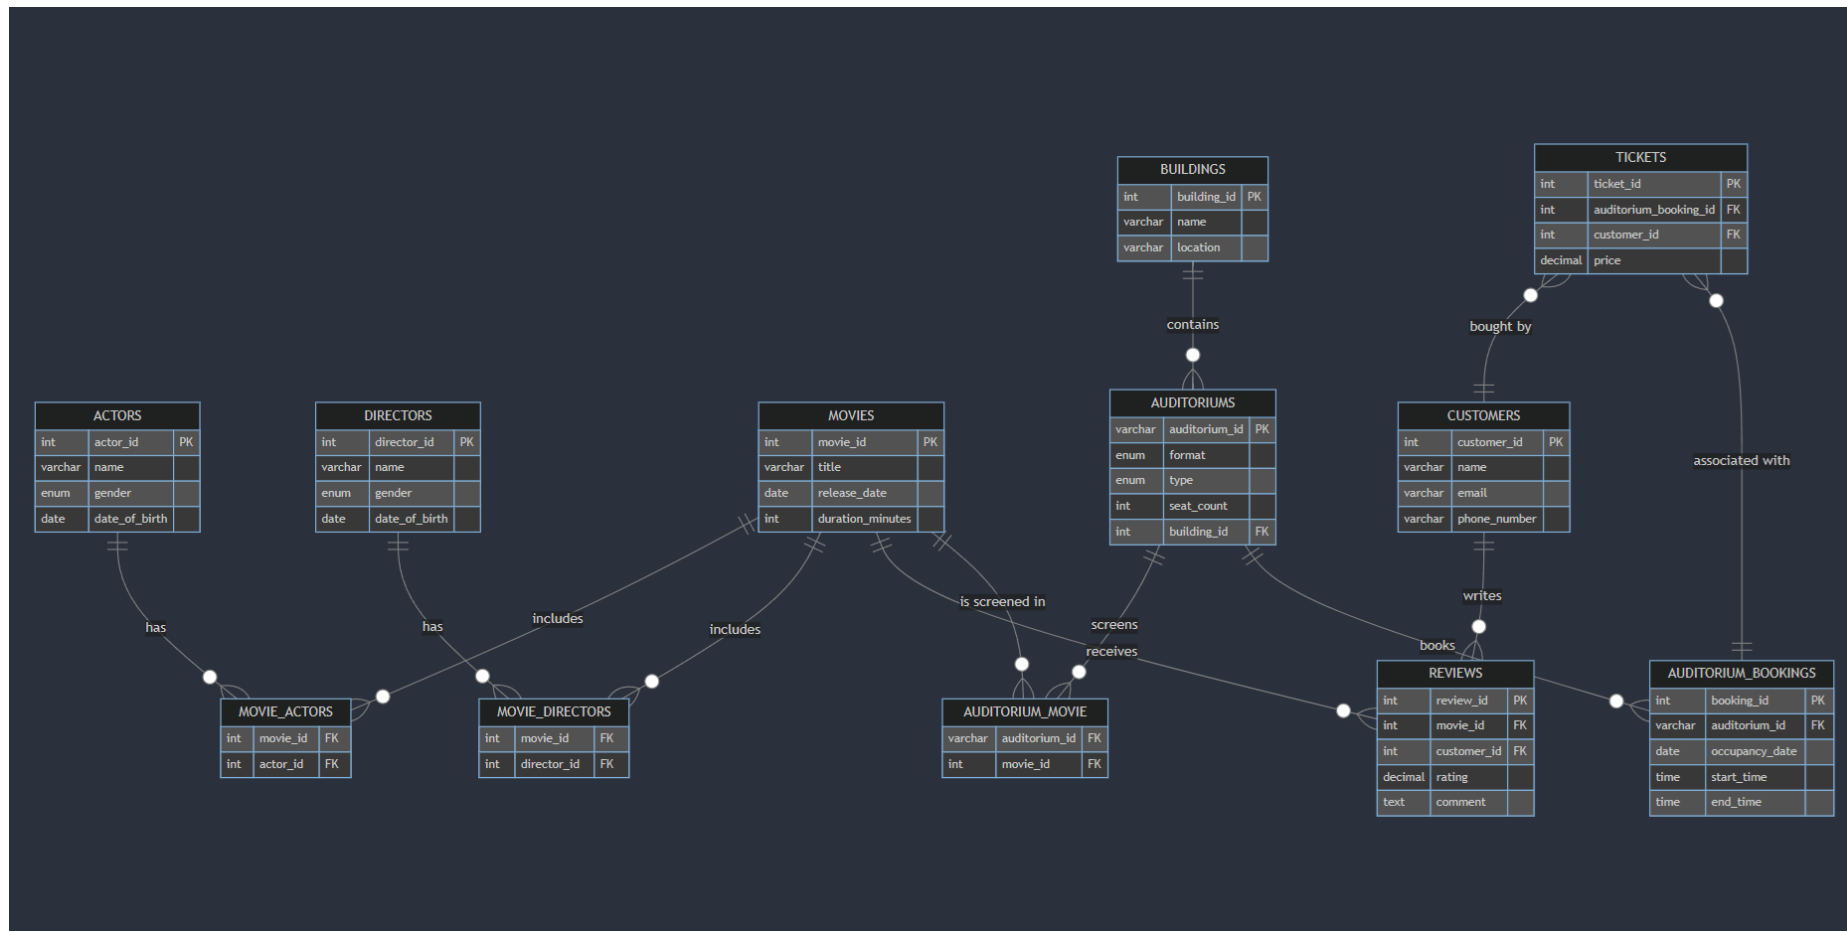 BUILDINGS
int building_id PK
varchar name
varchar location
TICKETS
int ticket_id PK
int auditorium_booking_id FK
int customer_id FK
decimal price
contains
bought by
associated with
ACTORS
int actor_id PK
varchar name
enum gender
date date_of_birth
DIRECTORS
int director_id PK
varchar name
enum gender
date date_of_birth
MOVIES
int movie_id PK
varchar title
date release_date
int duration_minutes
AUDITORIUMS
varchar auditorium_id PK
enum format
enum type
int seat_count
int building_id FK
CUSTOMERS
int customer_id PK
varchar name
varchar email
varchar phone_number
has
includes
has
includes
is screened in
screens
receives
writes
books
MOVIE_ACTORS
int movie_id FK
int actor_id FK
MOVIE_DIRECTORS
int movie_id FK
int director_id FK
AUDITORIUM_MOVIE
varchar auditorium_id FK
int movie_id FK
REVIEWS
int review_id PK
int movie_id FK
int customer_id FK
decimal rating
text comment
AUDITORIUM_BOOKINGS
int booking_id PK
varchar auditorium_id FK
date occupancy_date
time start_time
time end_time